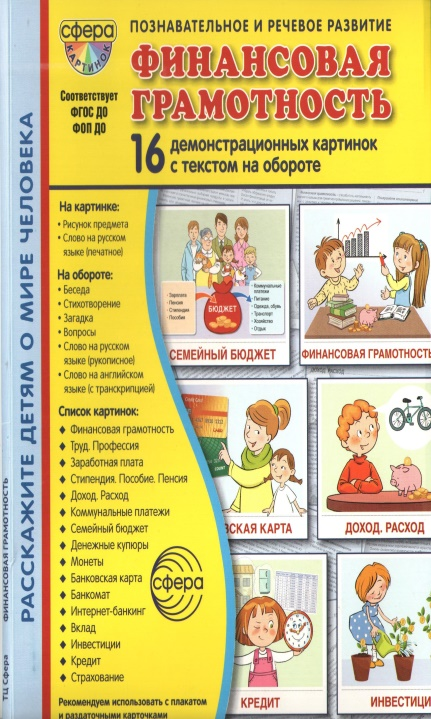 сфера
КАРТИНОК
Соответствует
ФГОС ДО
ФОП ДО
ПОЗНАВАТЕЛЬНОЕ И РЕЧЕВОЕ РАЗВИТИЕ
ФИНАНСОВАЯ
ГРАМОТНОСТЬ
16 демонстрационных картинок
с текстом на обороте
РАССКАЖИТЕ ДЕТЯМ О МИРЕ ЧЕЛОВЕКА
ТЦ Сфера ФИНАНСОВАЯ ГРАМОТНОСТЬ
На картинке:
• Рисунок предмета
• Слово на русском
языке (печатное)
На обороте:
• Беседа
• Стихотворение
• Загадка
• Вопросы
• Слово на русском
языке (рукописное)
• Слово на английском
языке (с транскрипцией)
Список картинок:
♦ Финансовая грамотность
♦ Труд. Профессия
♦ Заработная плата
♦ Стипендия. Пособие. Пенсия
♦ Доход. Расход
♦ Коммунальные платежи
♦ Семейный бюджет
♦ Денежные купюры
♦ Монеты
♦ Банковская карта
♦ Банкомат
♦ Интернет-банкинг
♦ Вклад
♦ Инвестиции
♦ Кредит
♦ Страхование
Рекомендуем использовать с плакатом
и раздаточными карточками
сфера
• Зарплата
• Пенсия
• Стипендия
• Пособия
БЮДЖЕТ
• Коммунальные
платежи
• Питание
• Одежда, обувь
• Транспорт
• Хозяйство
• Отдых
СЕМЕЙНЫЙ БЮДЖЕТ
ФИНАНСОВАЯ ГРАМОТНОСТЬ
ВСКАЯ КАРТА
ДОХОД. РАСХОД
КРЕДИТ
ИНВЕСТИЦИ